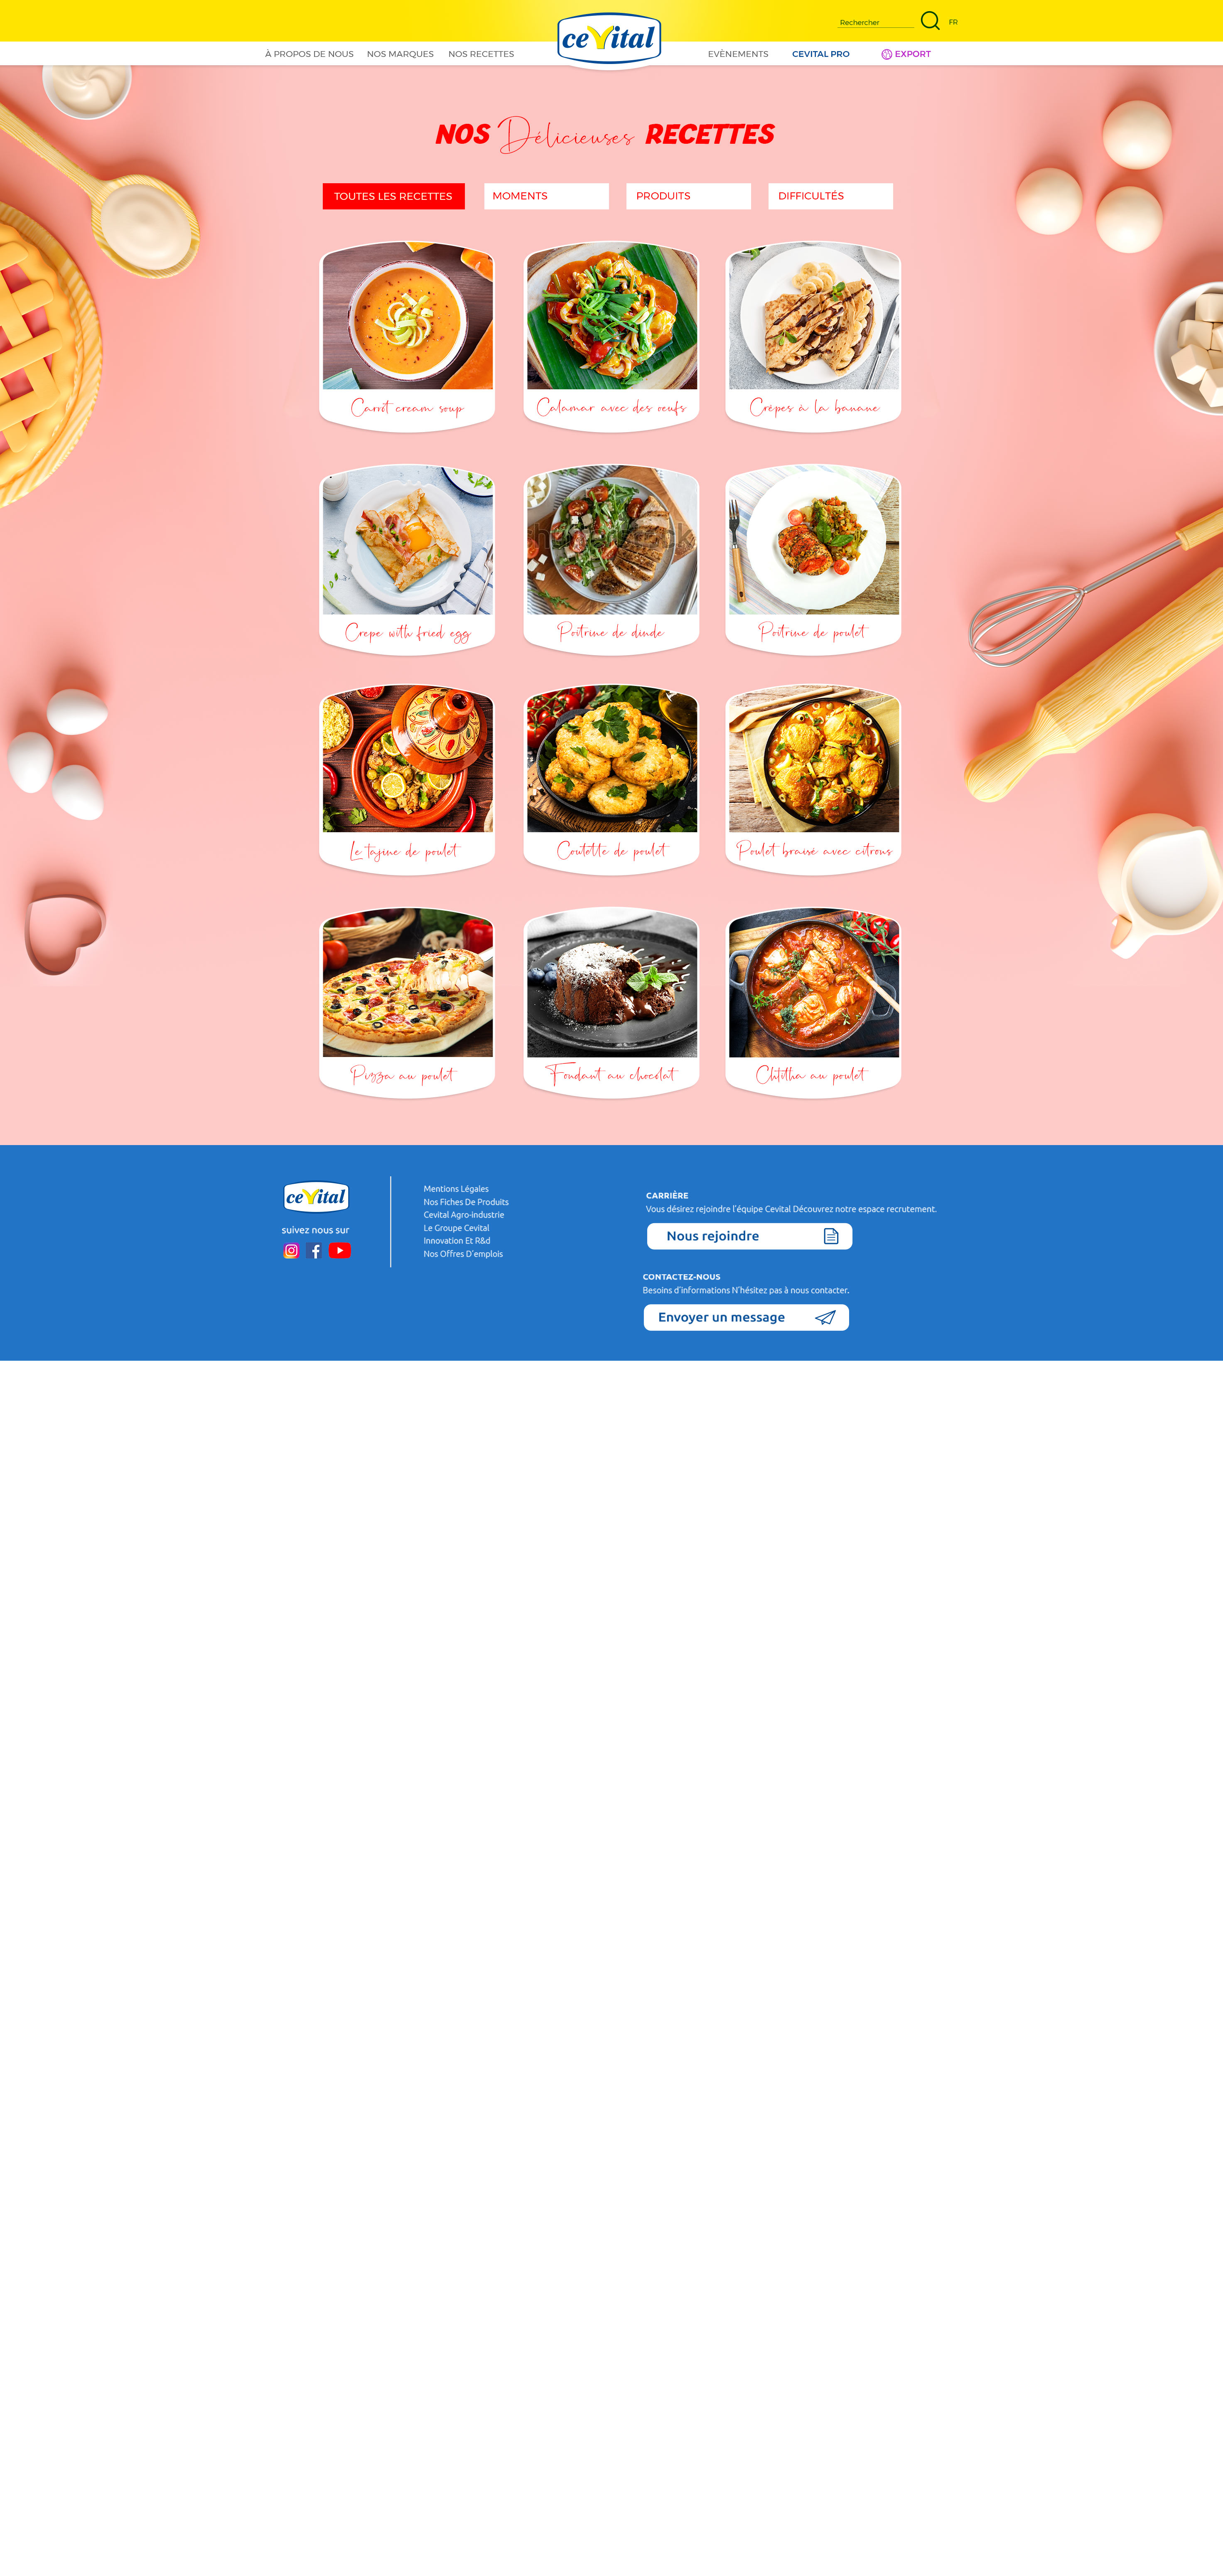 Rechercher
FR
ceVital
À PROPOS DE NOUS
NOS MARQUES
NOS RECETTES
EVÈNEMENTS
CEVITAL PRO
EXPORT
NOS Délicieuses RECETTES
TOUTES LES RECETTES
MOMENTS
PRODUITS
DIFFICULTÉS
Carrot cream soup
Calamar avec des oeufs
Crêpes à la banane
Crepe with fried egg
Poitrine de dinde
Poitrine de poulet
Le tajine de poulet
Coutelette de poulet
Poulet braisé avec citrons
Pizza au poulet
Fondant au chocolat
Chtitha au poulet
ceVital
suivez nous sur
Mentions Légales
Nos Fiches De Produits
Cevital Agro-industrie
Le Groupe Cevital
Innovation Et R&d
Nos Offres D'emplois
CARRIÈRE
Vous désirez rejoindre l'équipe Cevital Découvrez notre espace recrutement.
Nous rejoindre
CONTACTEZ-NOUS
Besoins d'informations N'hésitez pas à nous contacter.
Envoyer un message